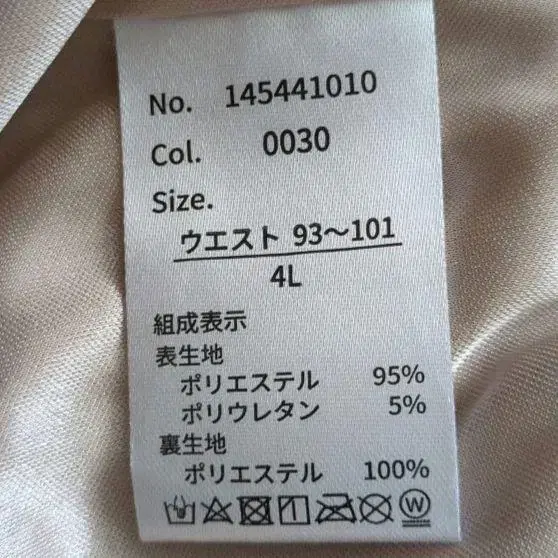 No. 145441010
Col. 0030
Size.
ウエスト 93〜101
4L
組成表示
表生地
ポリエステル 95%
ポリウレタン 5%
裏生地
ポリエステル 100%
W